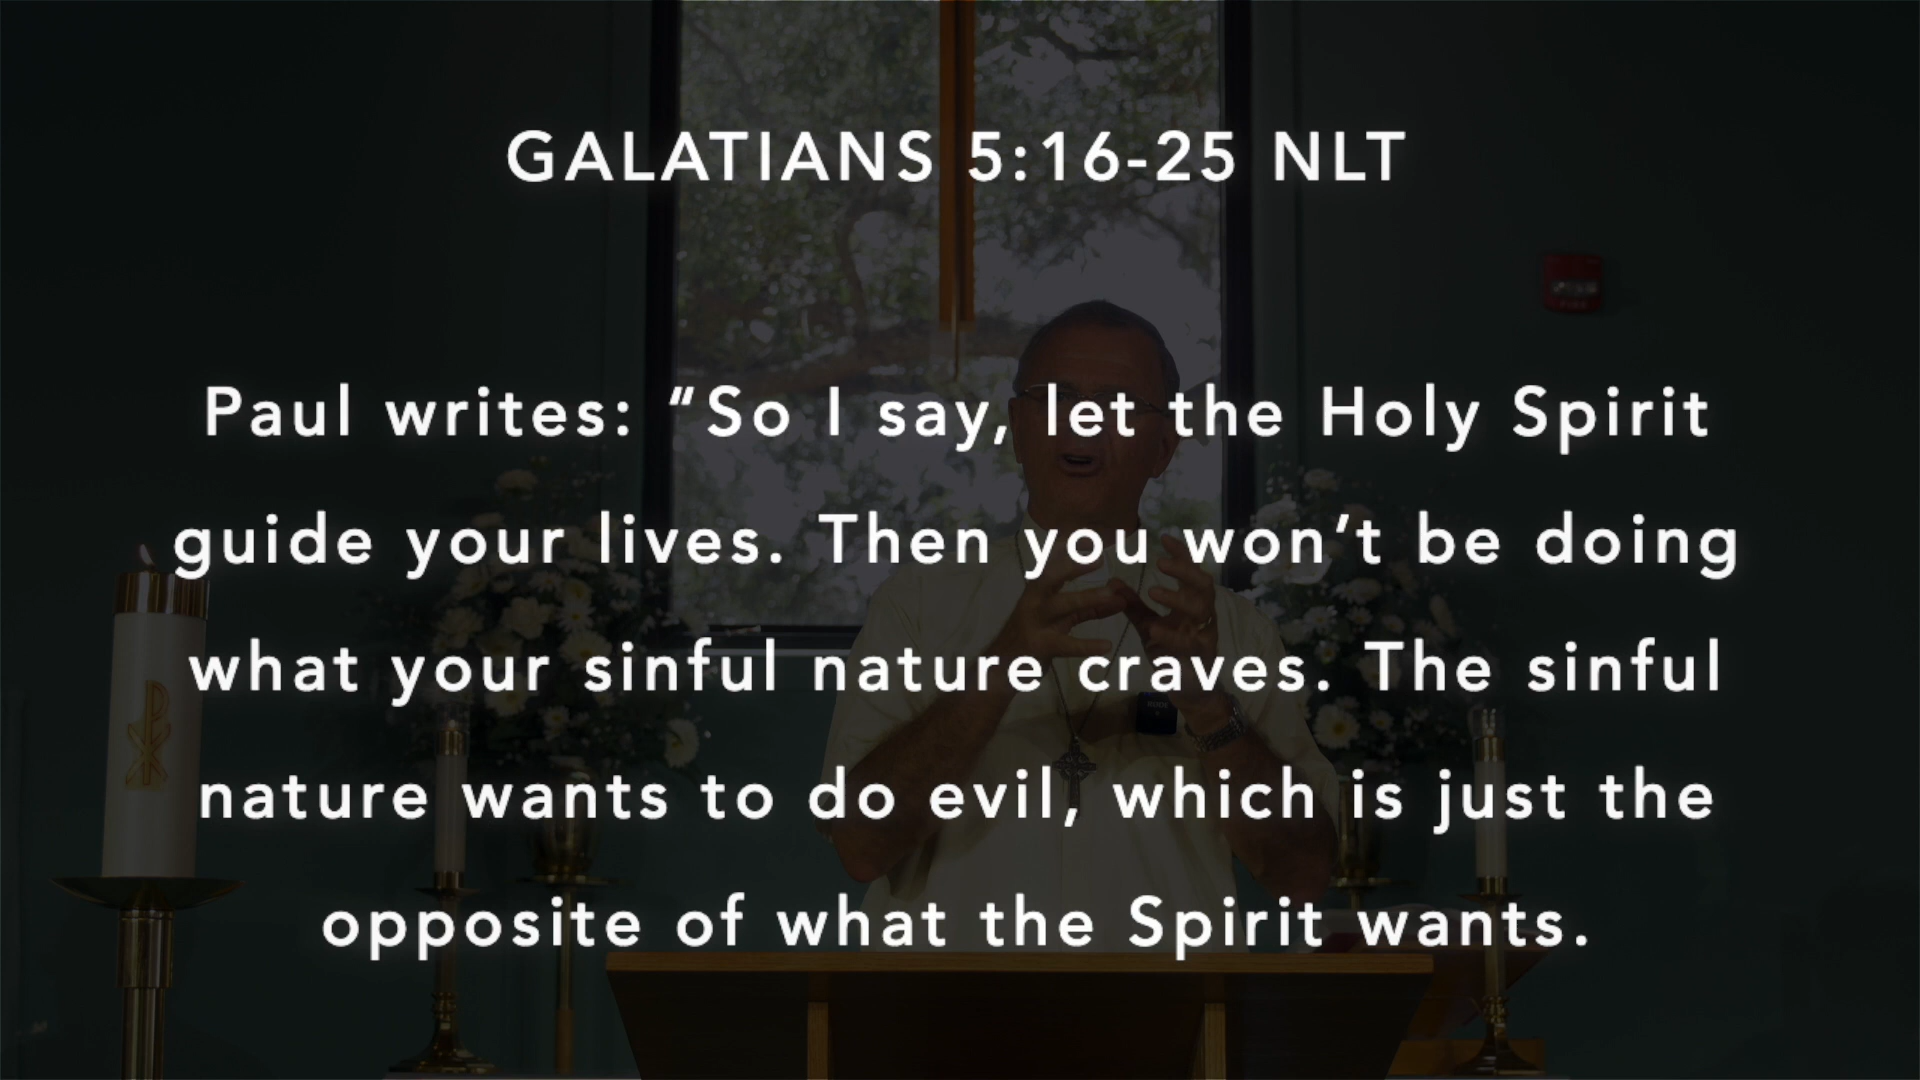 GALATIANS 5:16-25 NLT
Paul writes: “So I say, let the Holy Spirit
guide your lives. Then you won’t be doing
what your sinful nature craves. The sinful
nature wants to do evil, which is just the
opposite of what the Spirit wants.